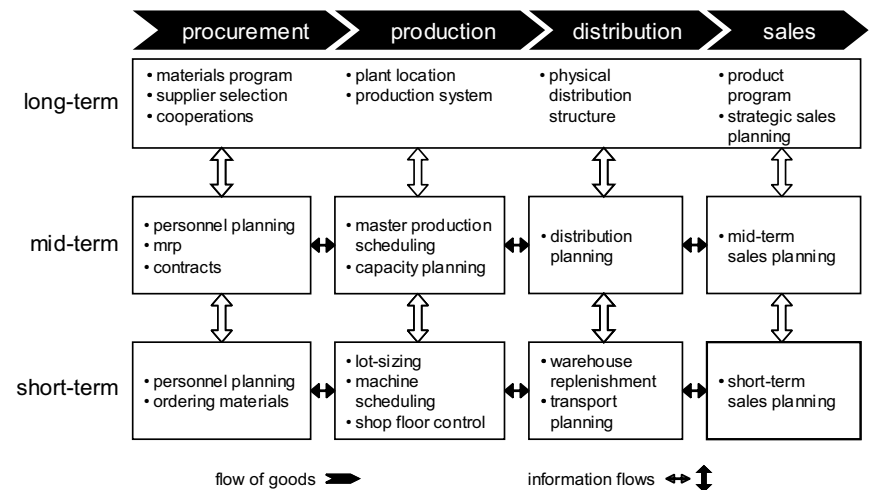 procurement
production
distribution
sales
long-term
• materials program
• supplier selection
• cooperations
• plant location
• production system
• physical
distribution
structure
• product
program
• strategic sales
planning
mid-term
• personnel planning
• mrp
• contracts
• master production
scheduling
• capacity planning
• distribution
planning
• mid-term
sales planning
short-term
• personnel planning
• ordering materials
• lot-sizing
• machine
scheduling
• shop floor control
• warehouse
replenishment
• transport
planning
• short-term
sales planning
flow of goods
information flows